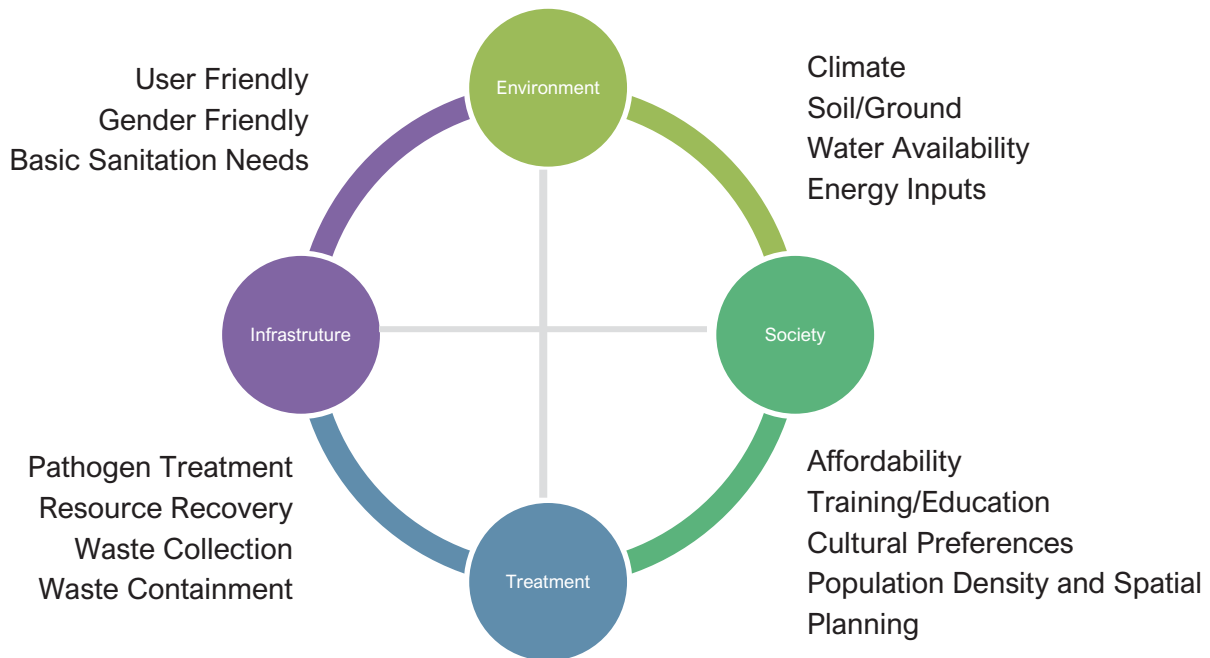 Environment
User Friendly
Gender Friendly
Basic Sanitation Needs
Climate
Soil/Ground
Water Availability
Energy Inputs
Infrastruture
Society
Pathogen Treatment
Resource Recovery
Waste Collection
Waste Containment
Treatment
Affordability
Training/Education
Cultural Preferences
Population Density and Spatial
Planning